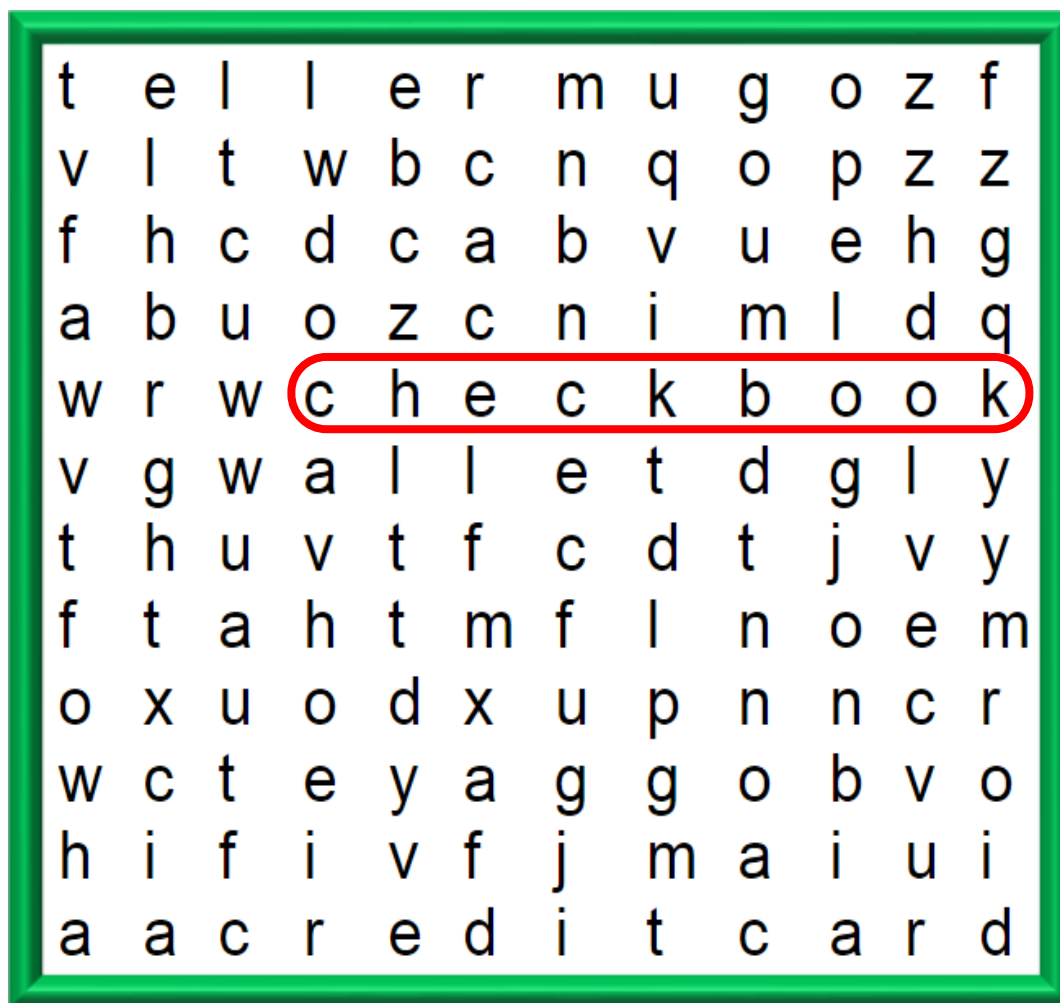 t e l l e r m u g o z f
v l t w b c n q o p z z
f h c d c a b v u e h g
a b u o z c n i m l d q
w r w c h e c k b o o k
v g w a l l e t d g l y
t h u v t f c d t j v y
f t a h t m f l n o e m
o x u o d x u p n n c r
w c t e y a g g o b v o
h i f i v f j m a i u i
a a c r e d i t c a r d